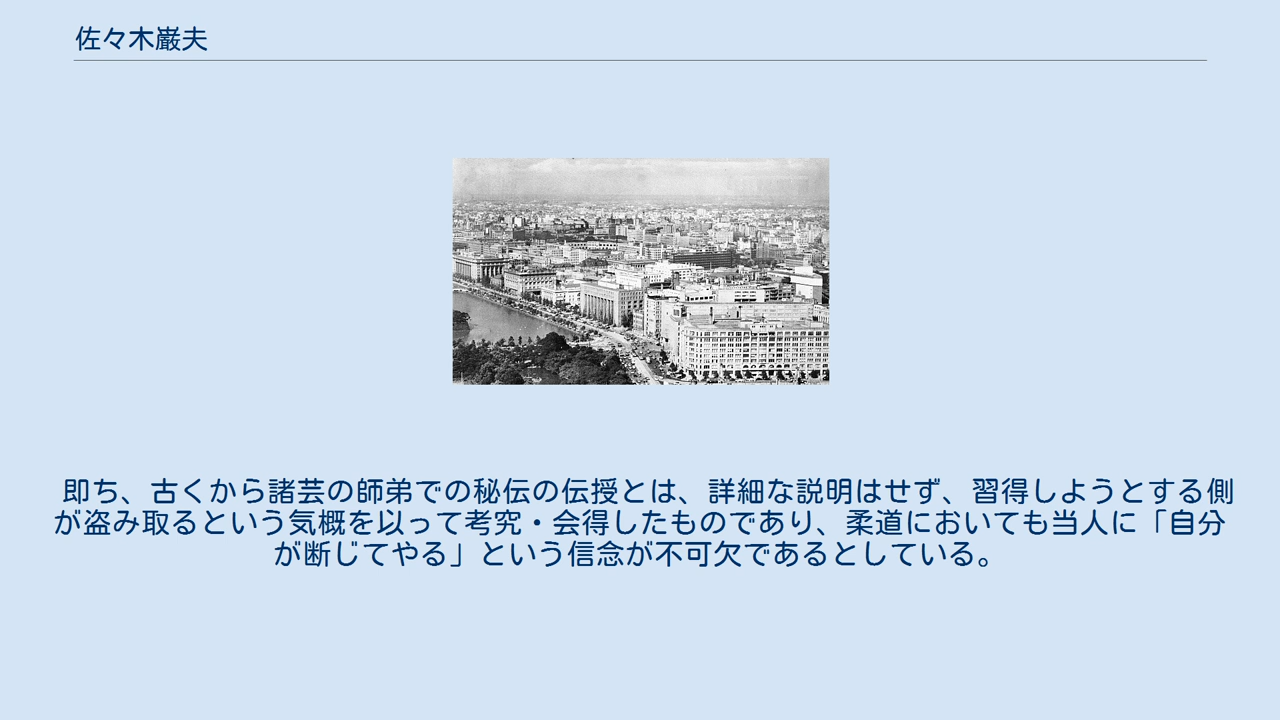 佐々木巌夫
即ち、古くから諸芸の師弟での秘伝の伝授とは、詳細な説明はせず、習得しようとする側
が盗み取るという気概を以って考究・会得したものであり、柔道においても当人に「自分
が断じてやる」という信念が不可欠であるとしている。